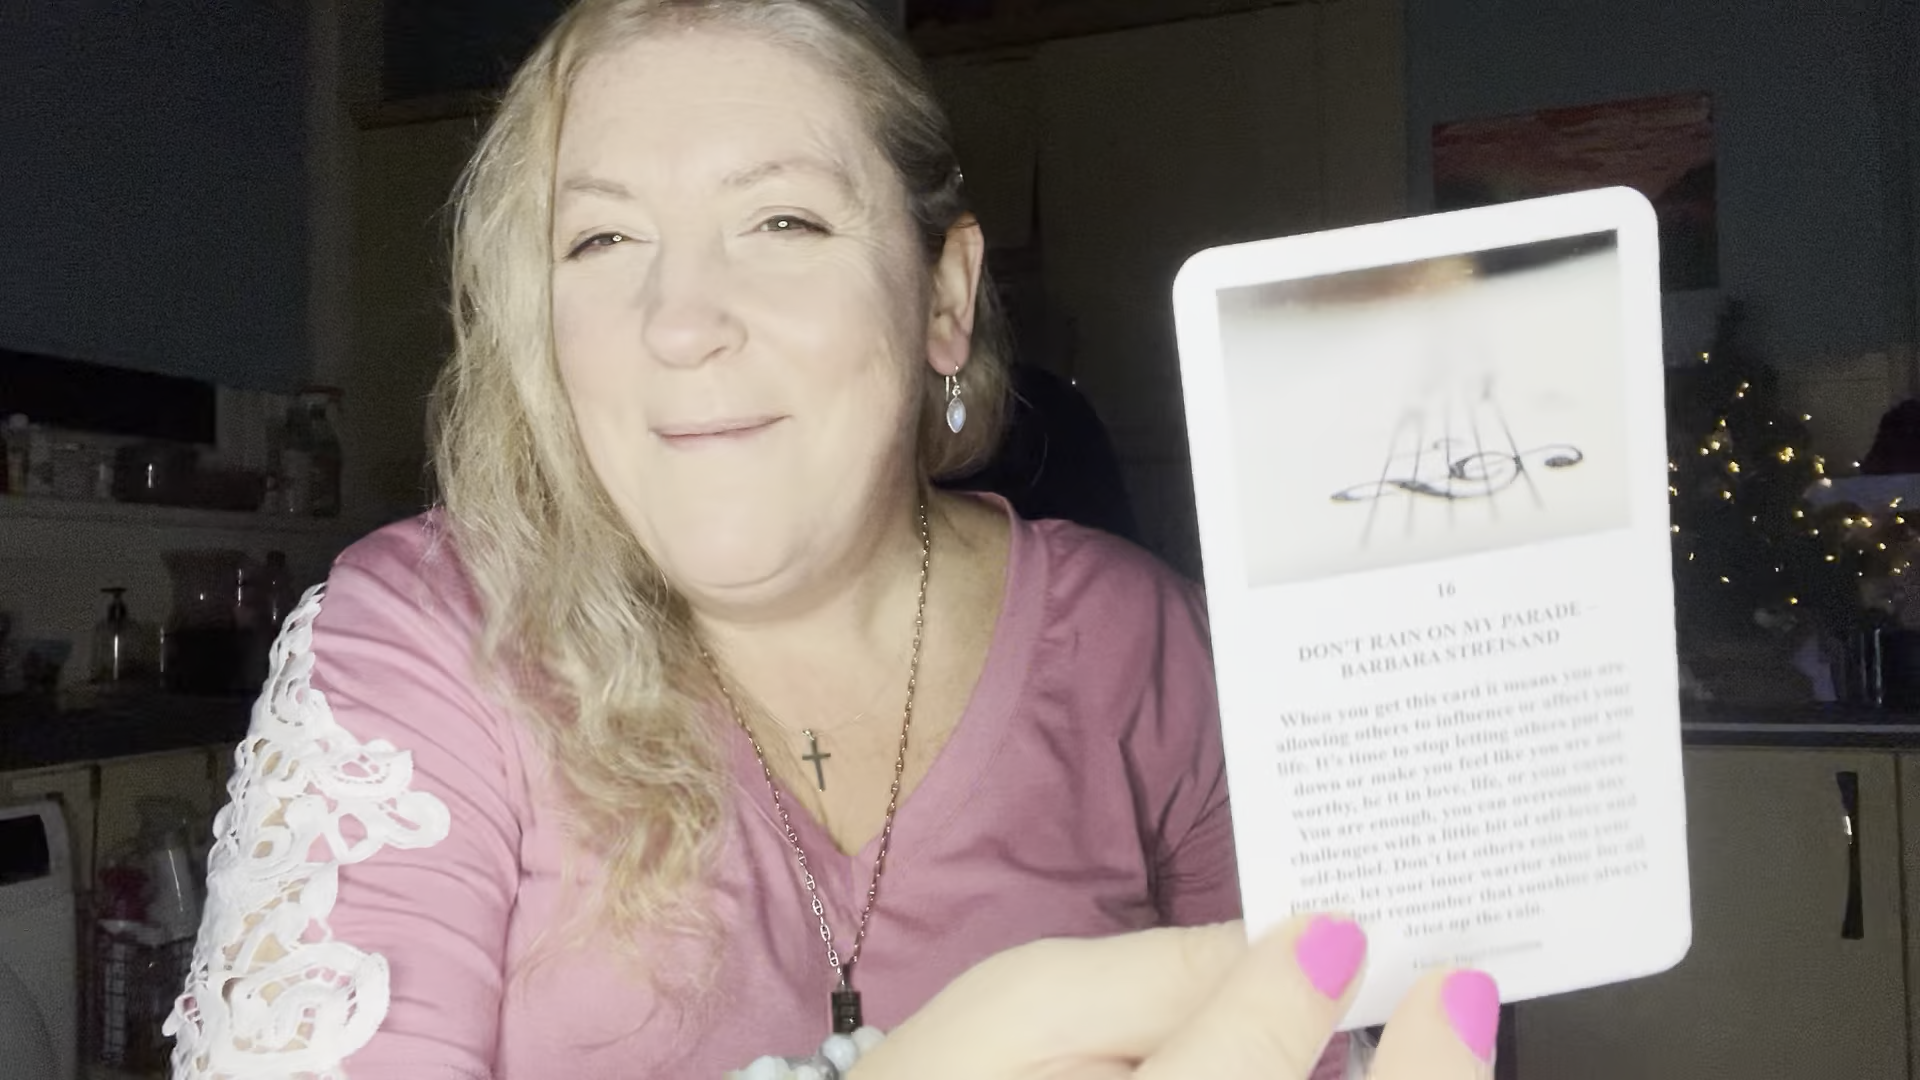 16
DON'T RAIN ON MY PARADE –
BARBARA STREISAND
When you get this card it means you are
allowing others to influence or affect your
life. It's time to stop letting others put you
down or make you feel like you are not
worthy, be it in love, life, or your career.
You are enough, you can overcome any
challenges with a little bit of self-love and
self-belief. Don't let others rain on your
parade, let your inner warrior shine for all
just remember that sunshine always
dries up the rain.